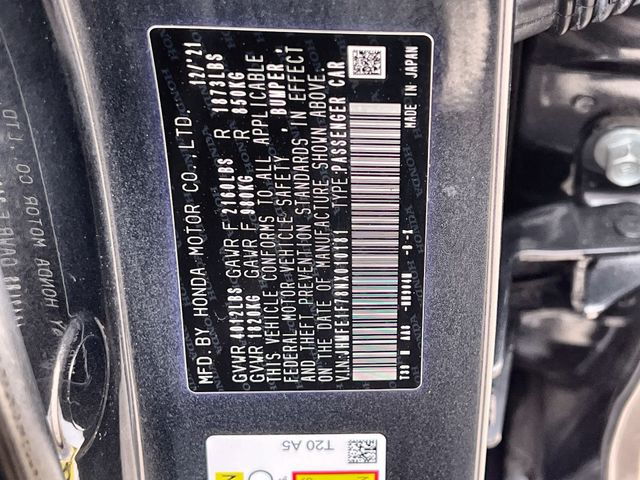 MFD. BY HONDA MOTOR CO., LTD. 12/'21
GVWR 4012LBS GAWR F 2160LBS R 1873LBS
GVWR 1820KG GAWR F 980KG R 850KG
THIS VEHICLE CONFORMS TO ALL APPLICABLE
FEDERAL MOTOR VEHICLE SAFETY, BUMPER,
AND THEFT PREVENTION STANDARDS IN EFFECT
ON THE DATE OF MANUFACTURE SHOWN ABOVE.
TYPE:PASSENGER CAR
MADE IN JAPAN
T20 A5